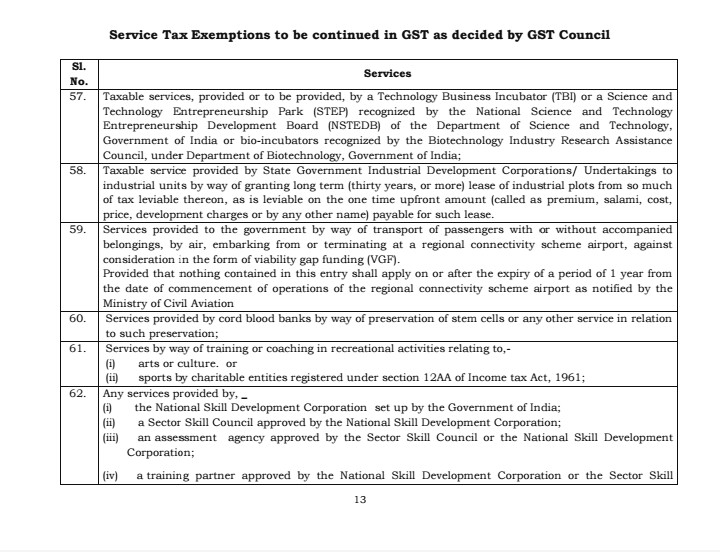 Service Tax Exemptions to be continued in GST as decided by GST Council
Sl.
No.
Services
57.
Taxable services, provided or to be provided, by a Technology Business Incubator (TBI) or a Science and
Technology Entrepreneurship Park (STEP) recognized by the National Science and Technology
Entrepreneurship Development Board (NSTEDB) of the Department of Science and Technology,
Government of India or bio-incubators recognized by the Biotechnology Industry Research Assistance
Council, under Department of Biotechnology, Government of India;
58.
Taxable service provided by State Government Industrial Development Corporations/ Undertakings to
industrial units by way of granting long term (thirty years, or more) lease of industrial plots from so much
of tax leviable thereon, as is leviable on the one time upfront amount (called as premium, salami, cost,
price, development charges or by any other name) payable for such lease.
59.
Services provided to the government by way of transport of passengers with or without accompanied
belongings, by air, embarking from or terminating at a regional connectivity scheme airport, against
consideration in the form of viability gap funding (VGF).
Provided that nothing contained in this entry shall apply on or after the expiry of a period of 1 year from
the date of commencement of operations of the regional connectivity scheme airport as notified by the
Ministry of Civil Aviation
60.
Services provided by cord blood banks by way of preservation of stem cells or any other service in relation
to such preservation;
61.
Services by way of training or coaching in recreational activities relating to,-
(i) arts or culture. or
(ii) sports by charitable entities registered under section 12AA of Income tax Act, 1961;
62.
Any services provided by, _
(i) the National Skill Development Corporation set up by the Government of India;
(ii) a Sector Skill Council approved by the National Skill Development Corporation;
(iii) an assessment agency approved by the Sector Skill Council or the National Skill Development
Corporation;
(iv) a training partner approved by the National Skill Development Corporation or the Sector Skill
13